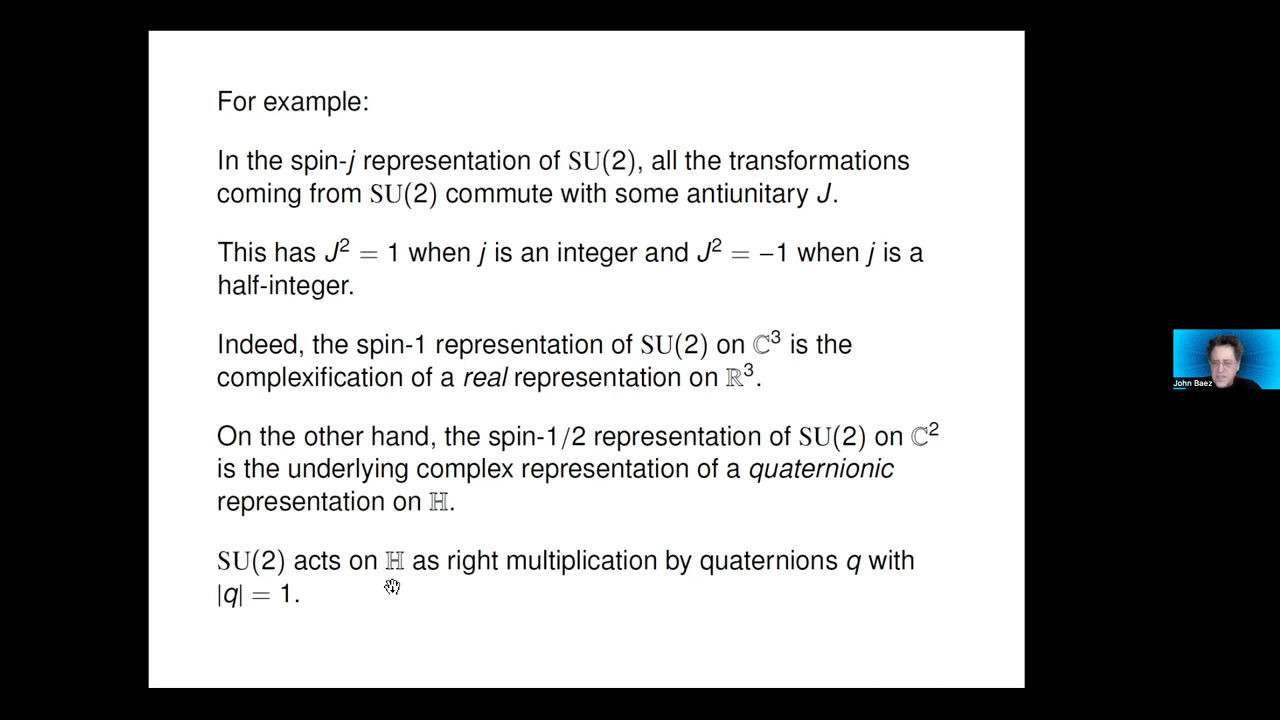 For example:
In the spin-j representation of SU(2), all the transformations
coming from SU(2) commute with some antiunitary J.
This has J² = 1 when j is an integer and J² = −1 when j is a
half-integer.
Indeed, the spin-1 representation of SU(2) on ℂ³ is the
complexification of a real representation on ℝ³.
On the other hand, the spin-1/2 representation of SU(2) on ℂ²
is the underlying complex representation of a quaternionic
representation on ℍ.
SU(2) acts on ℍ as right multiplication by quaternions q with
|q| = 1.
John Baez